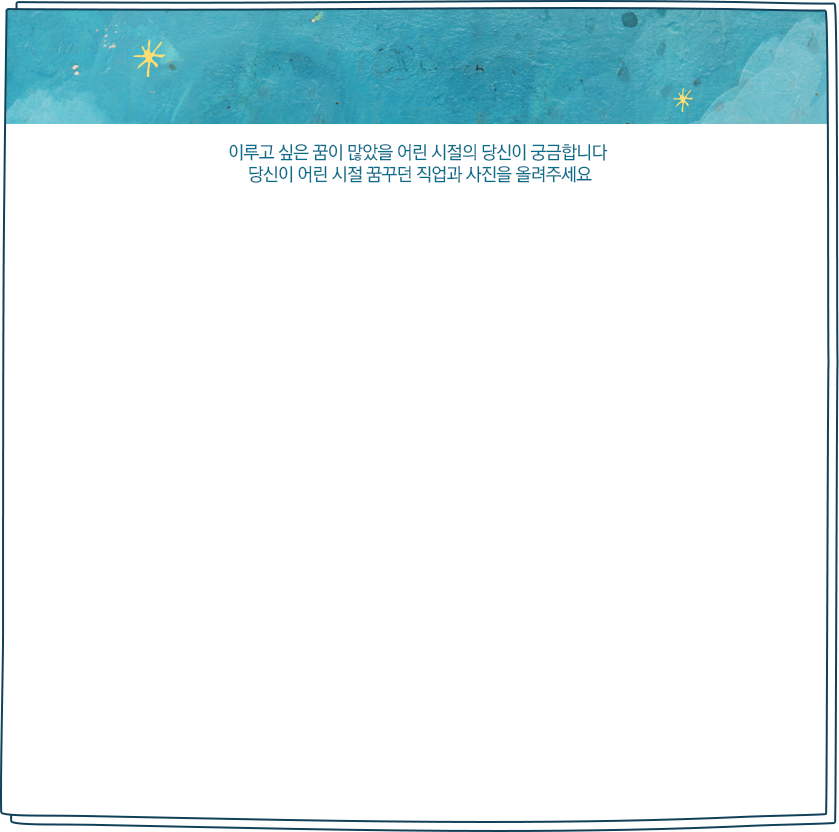 이루고 싶은 꿈이 많았을 어린 시절의 당신이 궁금합니다
당신이 어린 시절 꿈꾸던 직업과 사진을 올려주세요